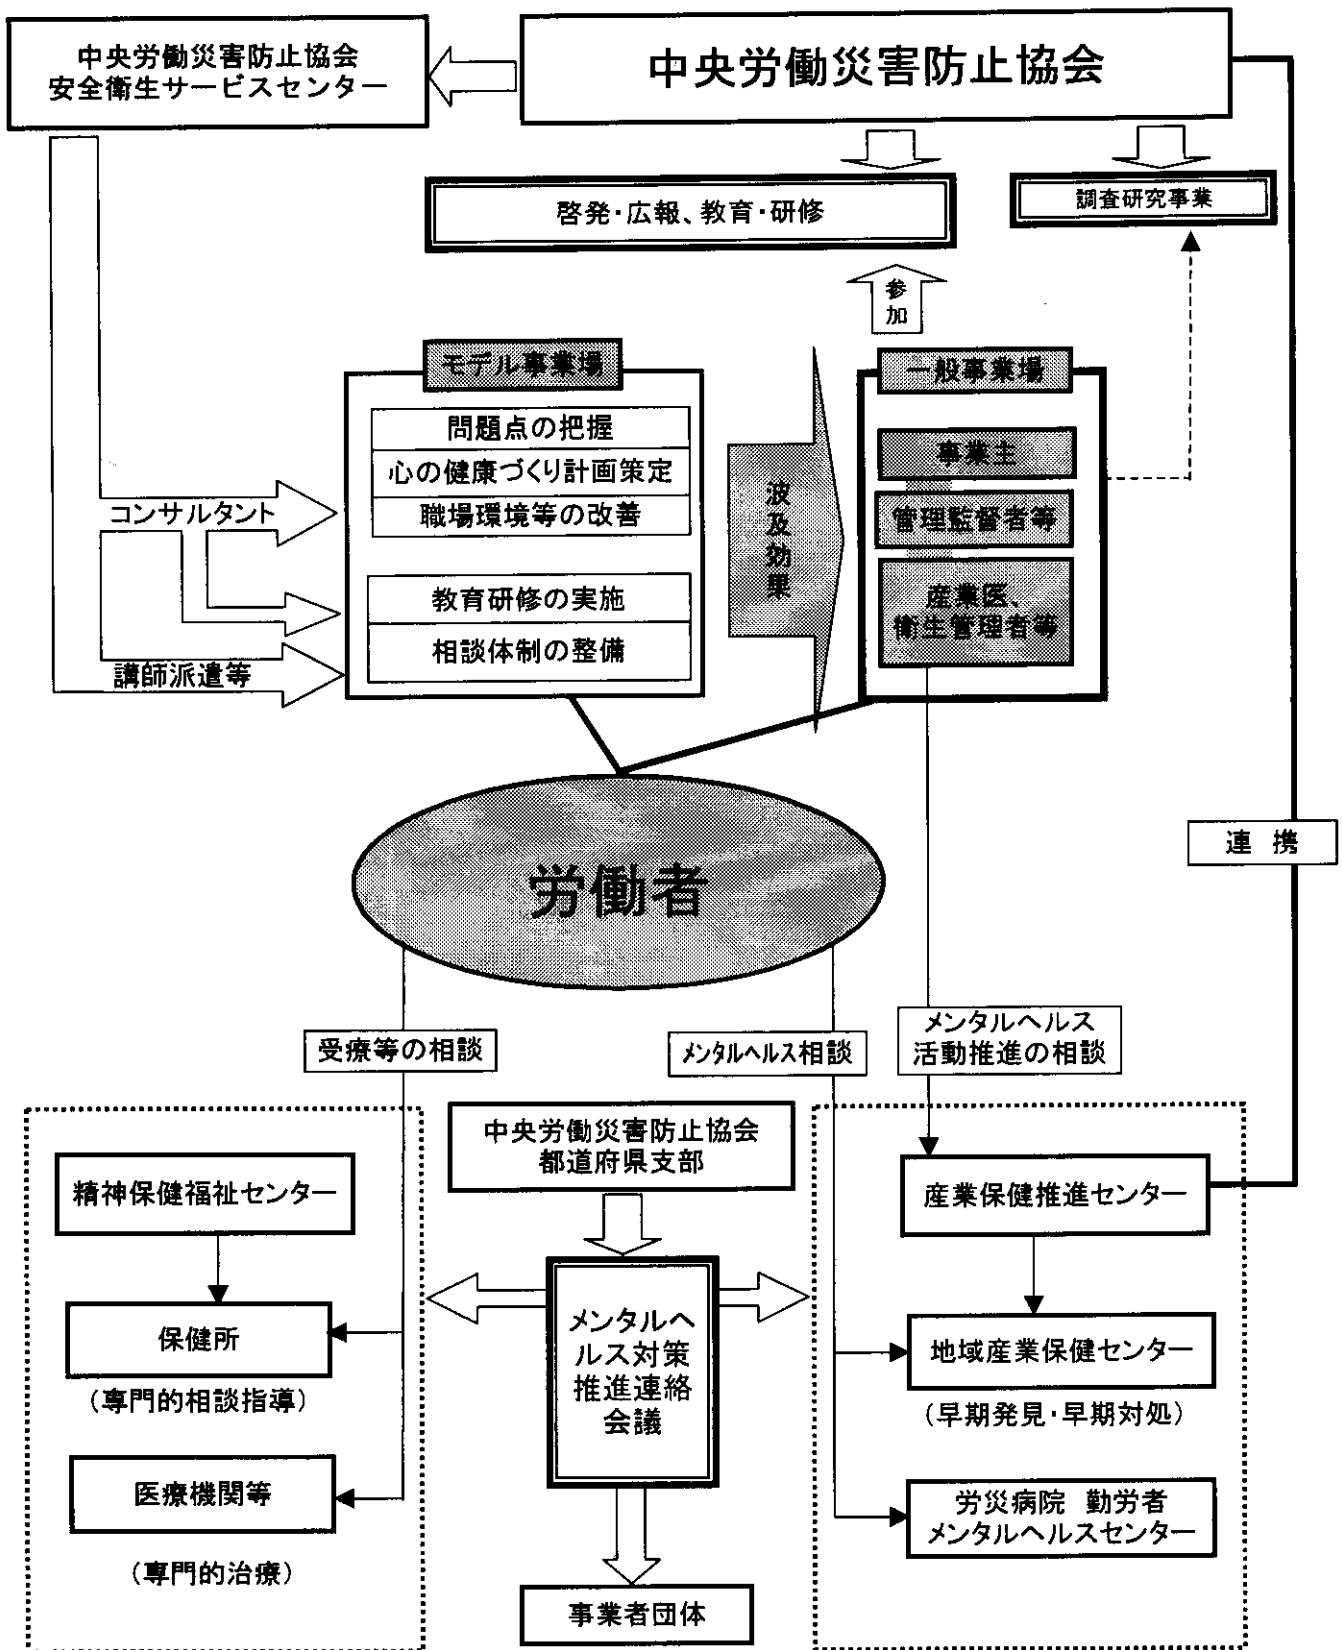 中央労働災害防止協会
安全衛生サービスセンター
中央労働災害防止協会
啓発・広報、教育・研修
調査研究事業
参
加
モデル事業場
一般事業場
問題点の把握
心の健康づくり計画策定
職場環境等の改善
教育研修の実施
相談体制の整備
コンサルタント
講師派遣等
波
及
効
果
事業主
管理監督者等
産業医、
衛生管理者等
労働者
連 携
受療等の相談
メンタルヘルス相談
メンタルヘルス
活動推進の相談
中央労働災害防止協会
都道府県支部
精神保健福祉センター
産業保健推進センター
保健所
(専門的相談指導)
メンタルヘ
ルス対策
推進連絡
会議
地域産業保健センター
(早期発見・早期対処)
医療機関等
(専門的治療)
労災病院 勤労者
メンタルヘルスセンター
事業者団体